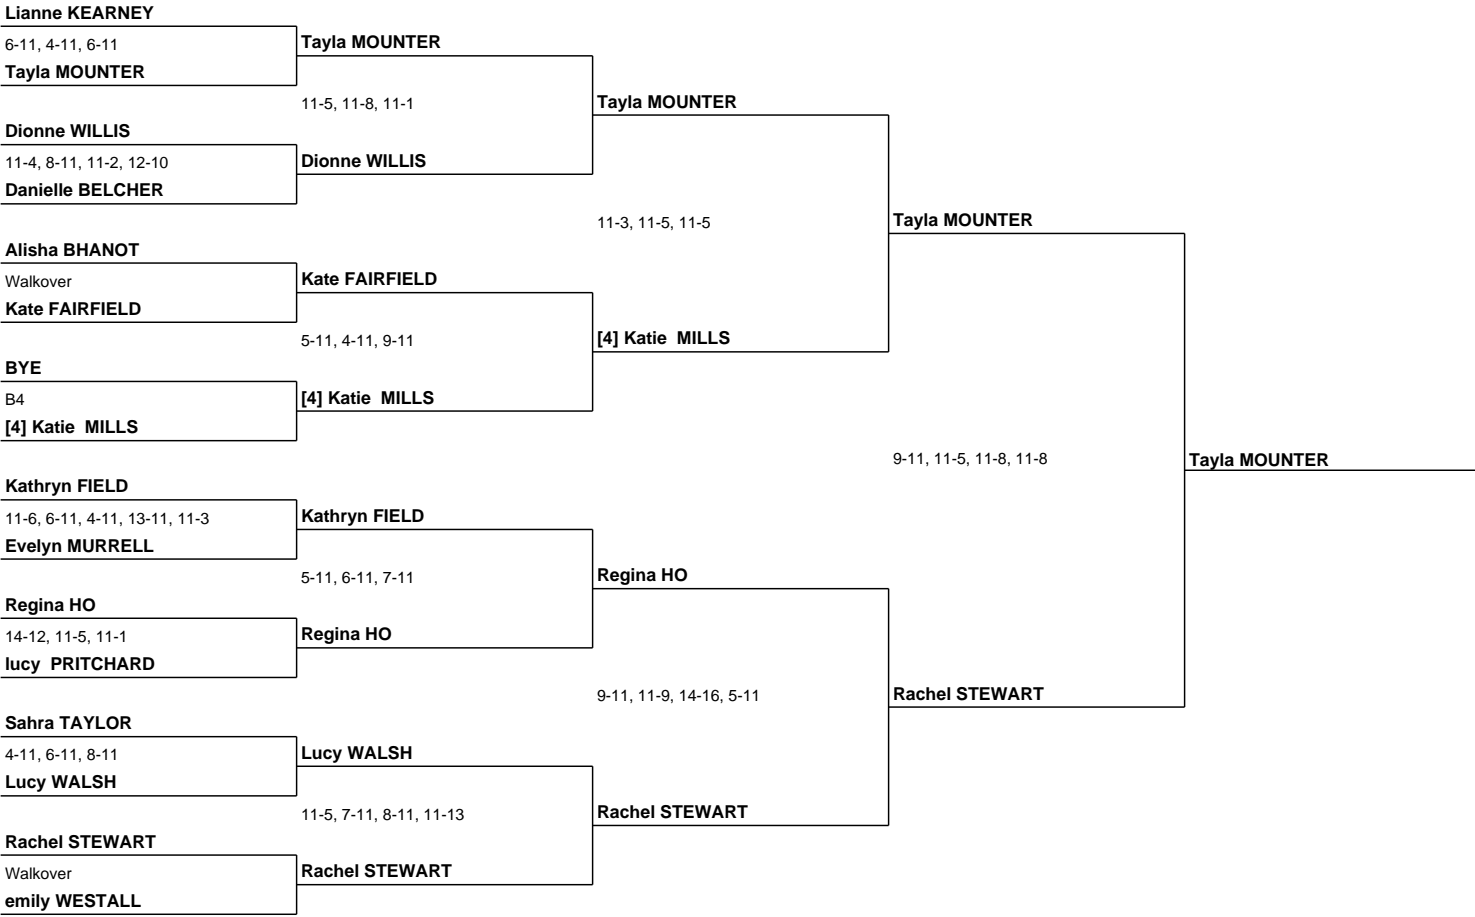 Lianne KEARNEY
6-11, 4-11, 6-11
Tayla MOUNTER
Dionne WILLIS
11-4, 8-11, 11-2, 12-10
Danielle BELCHER
Alisha BHANOT
Walkover
Kate FAIRFIELD
BYE
B4
[4] Katie  MILLS
Kathryn FIELD
11-6, 6-11, 4-11, 13-11, 11-3
Evelyn MURRELL
Regina HO
14-12, 11-5, 11-1
lucy  PRITCHARD
Sahra TAYLOR
4-11, 6-11, 8-11
Lucy WALSH
Rachel STEWART
Walkover
emily WESTALL
Tayla MOUNTER
11-5, 11-8, 11-1
Dionne WILLIS
Kate FAIRFIELD
5-11, 4-11, 9-11
[4] Katie  MILLS
Kathryn FIELD
5-11, 6-11, 7-11
Regina HO
Lucy WALSH
11-5, 7-11, 8-11, 11-13
Rachel STEWART
Tayla MOUNTER
11-3, 11-5, 11-5
[4] Katie  MILLS
Regina HO
9-11, 11-9, 14-16, 5-11
Rachel STEWART
Tayla MOUNTER
9-11, 11-5, 11-8, 11-8
Rachel STEWART
Tayla MOUNTER